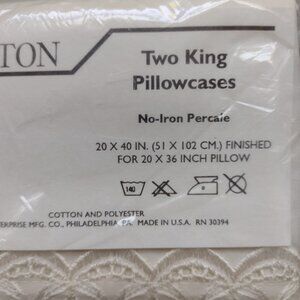 TON
Two King
Pillowcases
No-Iron Percale
20 X 40 IN. (51 X 102 CM.) FINISHED
FOR 20 X 36 INCH PILLOW
140
COTTON AND POLYESTER
ERPRISE MFG. CO., PHILADELPHIA, PA. MADE IN U.S.A. RN 30394